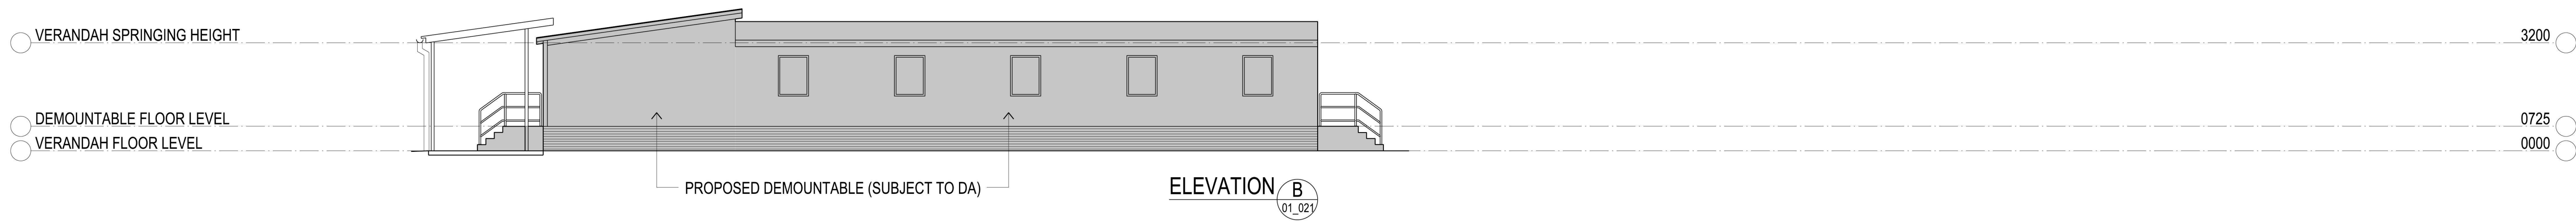 VERANDAH SPRINGING HEIGHT
3200
DEMOUNTABLE FLOOR LEVEL
0725
VERANDAH FLOOR LEVEL
0000
PROPOSED DEMOUNTABLE (SUBJECT TO DA)
ELEVATION
B
01_021